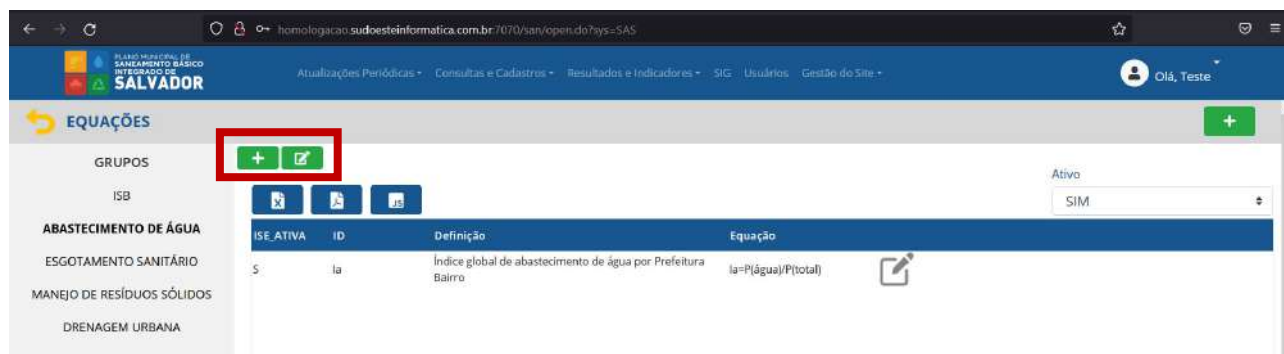 homologacao.sudoesteinformatica.com.br:7070/san/open.do?sys=SAS
PLANO MUNICIPAL DE
SANEAMENTO BÁSICO
INTEGRADO DE
SALVADOR
Atualizações Periódicas Consultas e Cadastros Resultados e Indicadores SIG Usuários Gestão do Site
Olá, Teste
EQUAÇÕES
GRUPOS
ISB
ABASTECIMENTO DE ÁGUA
ESGOTAMENTO SANITÁRIO
MANEJO DE RESÍDUOS SÓLIDOS
DRENAGEM URBANA
Ativo
SIM
JS
ISE_ATIVA ID Definição Equação
S Ia Índice global de abastecimento de água por Prefeitura Bairro Ia=P(água)/P(total)